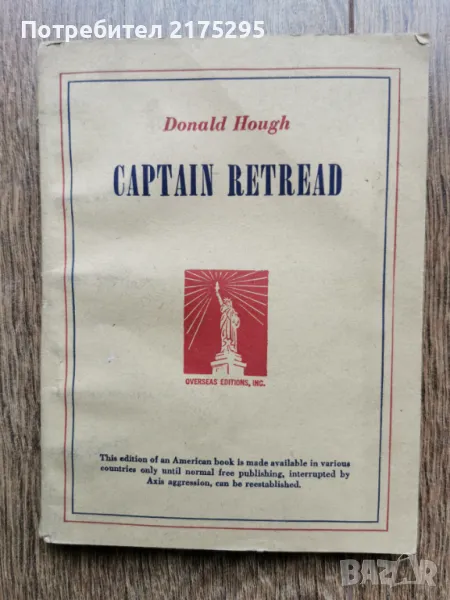 Потребител 2175295
Donald Hough
CAPTAIN RETREAD
OVERSEAS EDITIONS, INC.
This edition of an American book is made available in various
countries only until normal free publishing, interrupted by
Axis aggression, can be reestablished.
BAZAR